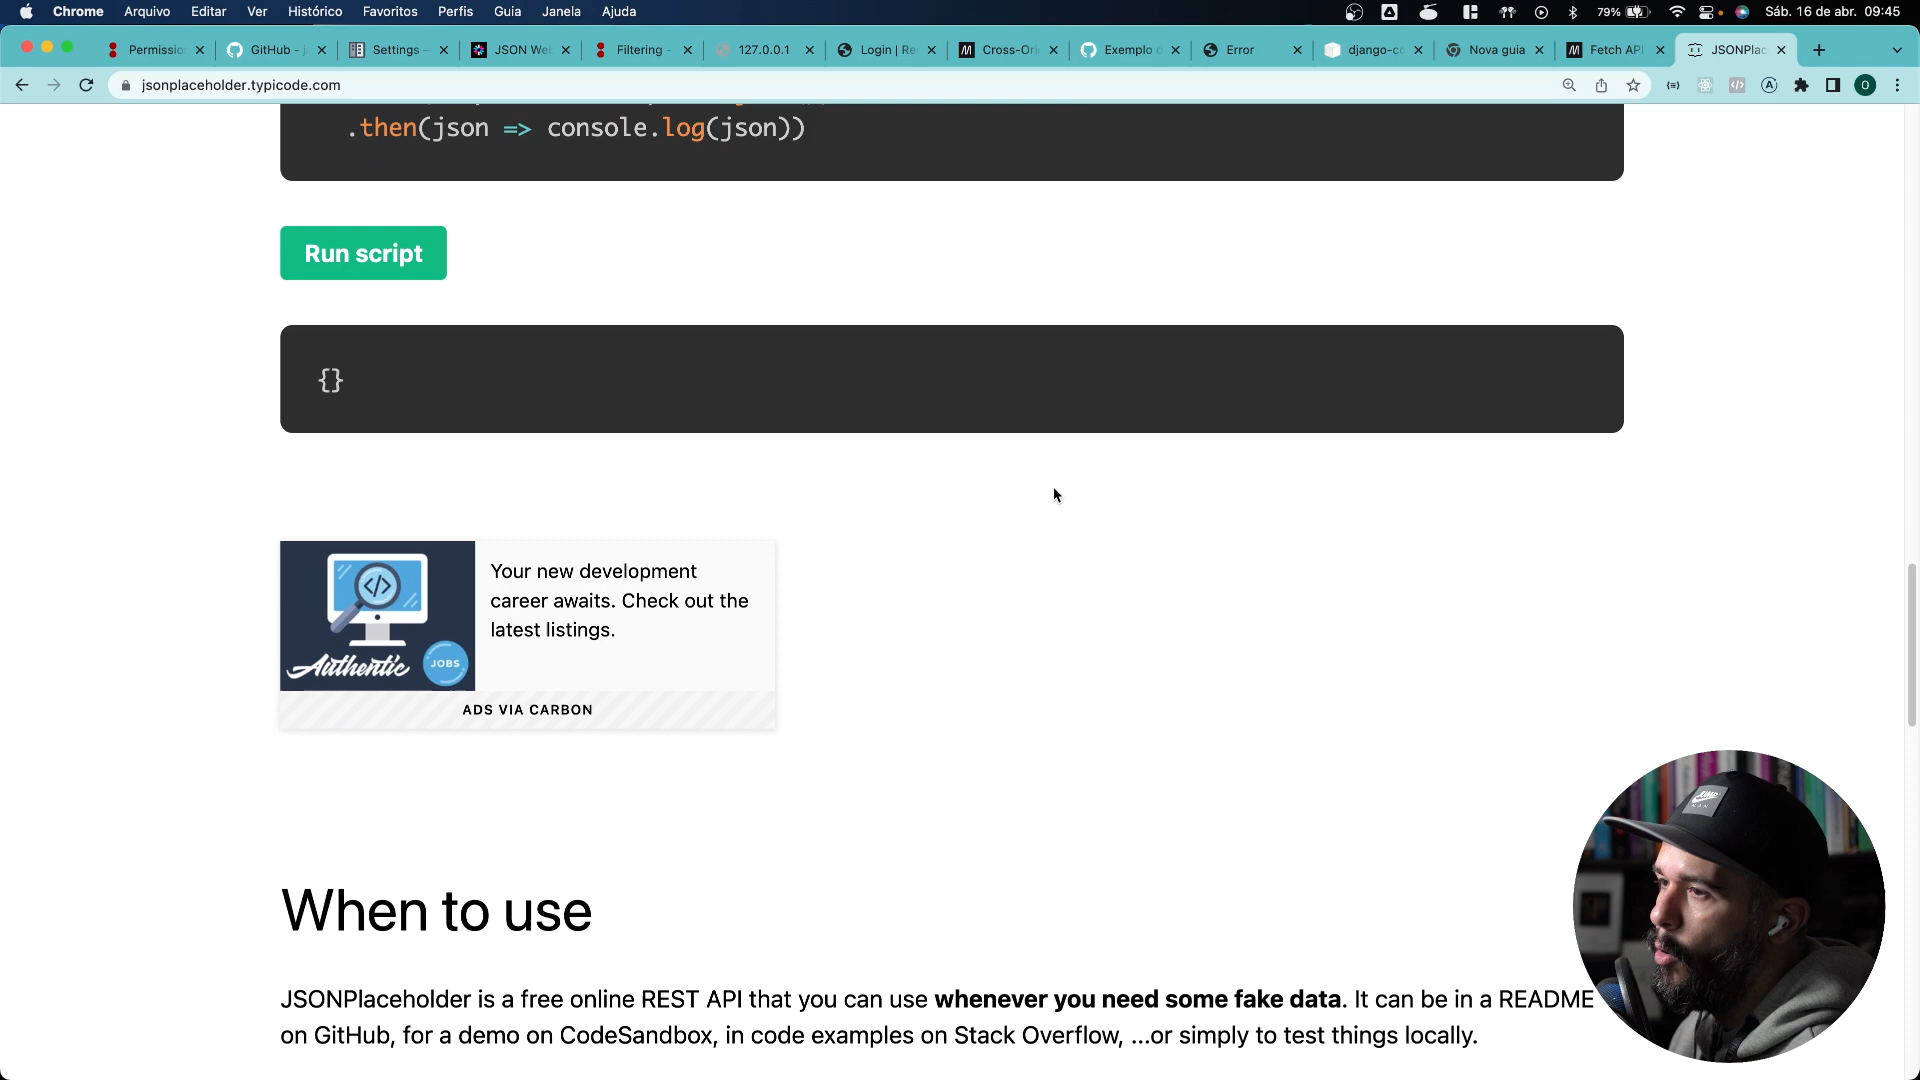 Chrome Arquivo Editar Ver Histórico Favoritos Perfis Guia Janela Ajuda 79% Sáb. 16 de abr. 09:45
Permissio GitHub - j Settings — JSON Web Filtering - 127.0.0.1 Login | Re Cross-Ori Exemplo d Error django-co Nova guia Fetch API JSONPlac
jsonplaceholder.typicode.com
.then(json => console.log(json))
Run script
{}
Your new development
career awaits. Check out the
latest listings.
Authentic JOBS
ADS VIA CARBON
When to use
JSONPlaceholder is a free online REST API that you can use whenever you need some fake data. It can be in a README
on GitHub, for a demo on CodeSandbox, in code examples on Stack Overflow, ...or simply to test things locally.